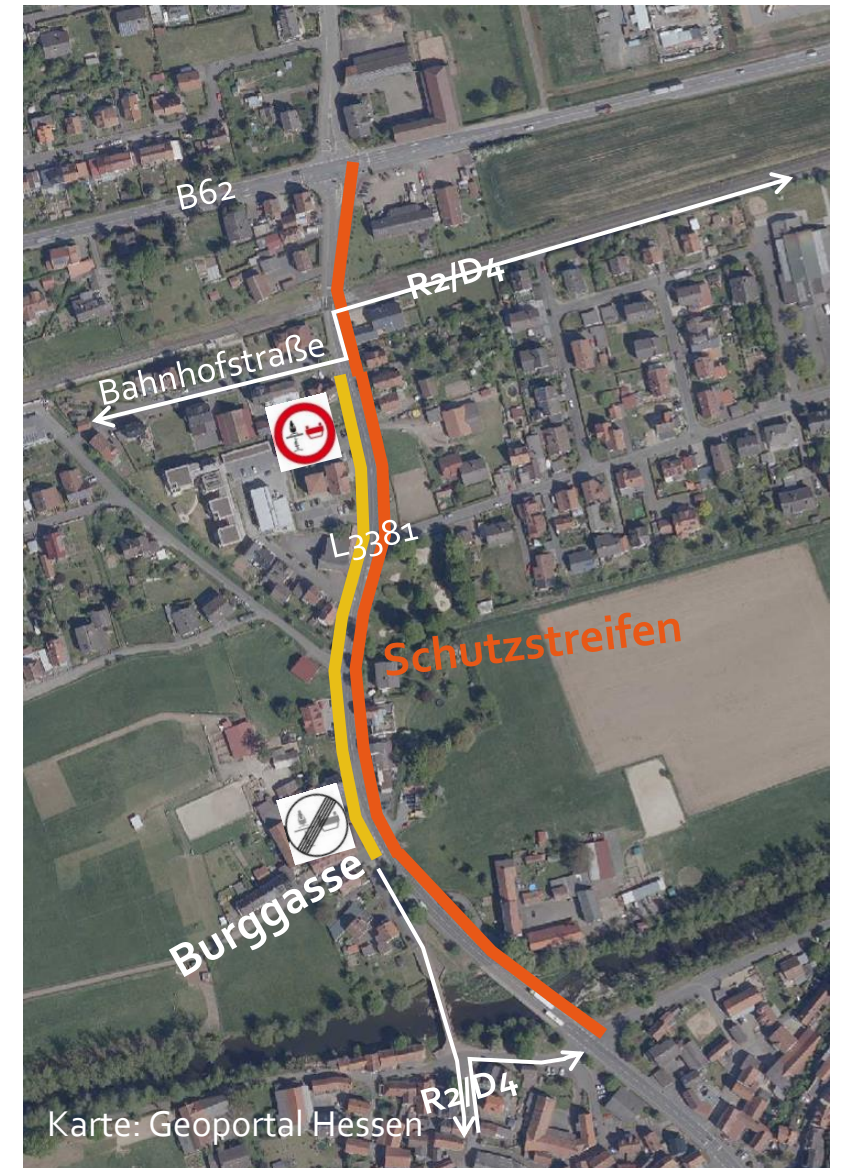 B62
R2/D4
Bahnhofstraße
L3381
Schutzstreifen
Burggasse
R2/D4
Karte: Geoportal Hessen